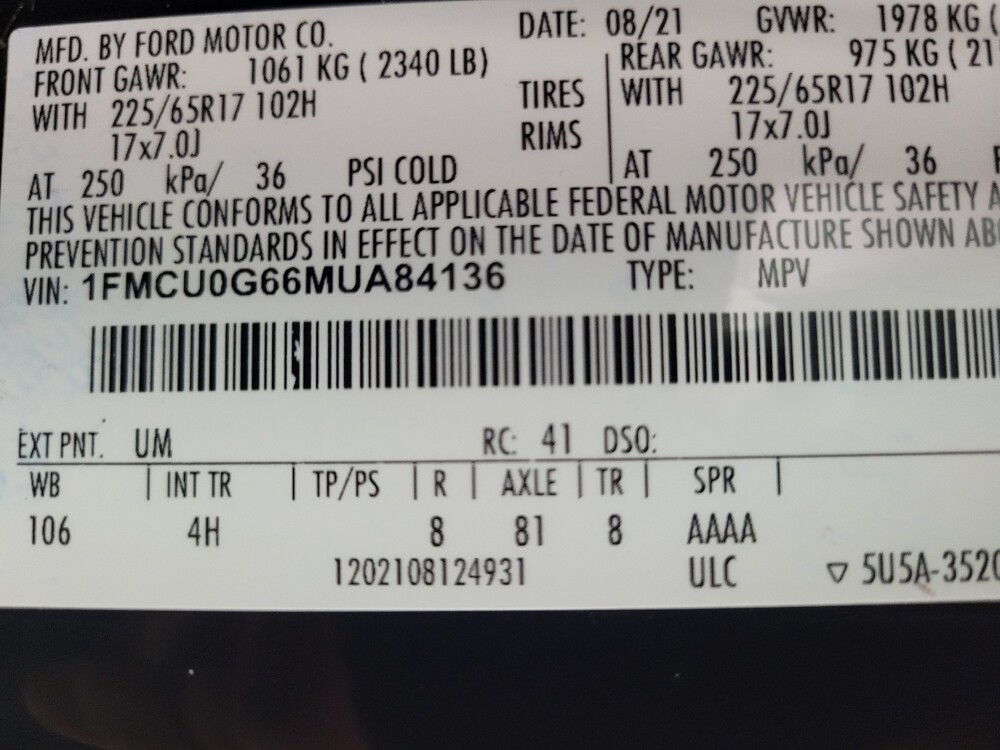 MFD. BY FORD MOTOR CO. DATE: 08/21 GVWR: 1978 KG (
FRONT GAWR: 1061 KG ( 2340 LB) REAR GAWR: 975 KG ( 21
WITH 225/65R17 102H TIRES WITH 225/65R17 102H
17x7.0J RIMS 17x7.0J
AT 250 kPa/ 36 PSI COLD AT 250 kPa/ 36
THIS VEHICLE CONFORMS TO ALL APPLICABLE FEDERAL MOTOR VEHICLE SAFETY A
PREVENTION STANDARDS IN EFFECT ON THE DATE OF MANUFACTURE SHOWN AB
VIN: 1FMCU0G66MUA84136 TYPE: MPV
EXT PNT. UM RC: 41 DSO:
WB | INT TR | TP/PS | R | AXLE | TR | SPR |
106 4H 8 81 8 AAAA
1202108124931 ULC ▽ 5U5A-3520